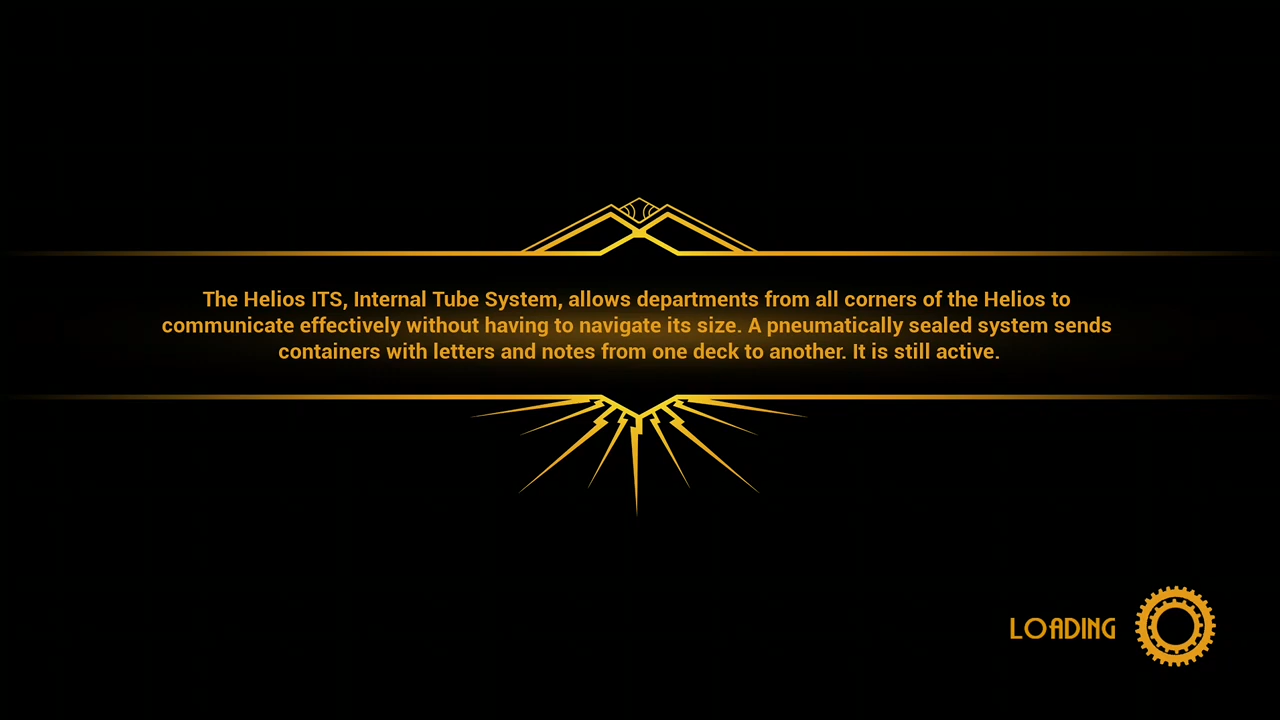 The Helios ITS, Internal Tube System, allows departments from all corners of the Helios to
communicate effectively without having to navigate its size. A pneumatically sealed system sends
containers with letters and notes from one deck to another. It is still active.
LOADING